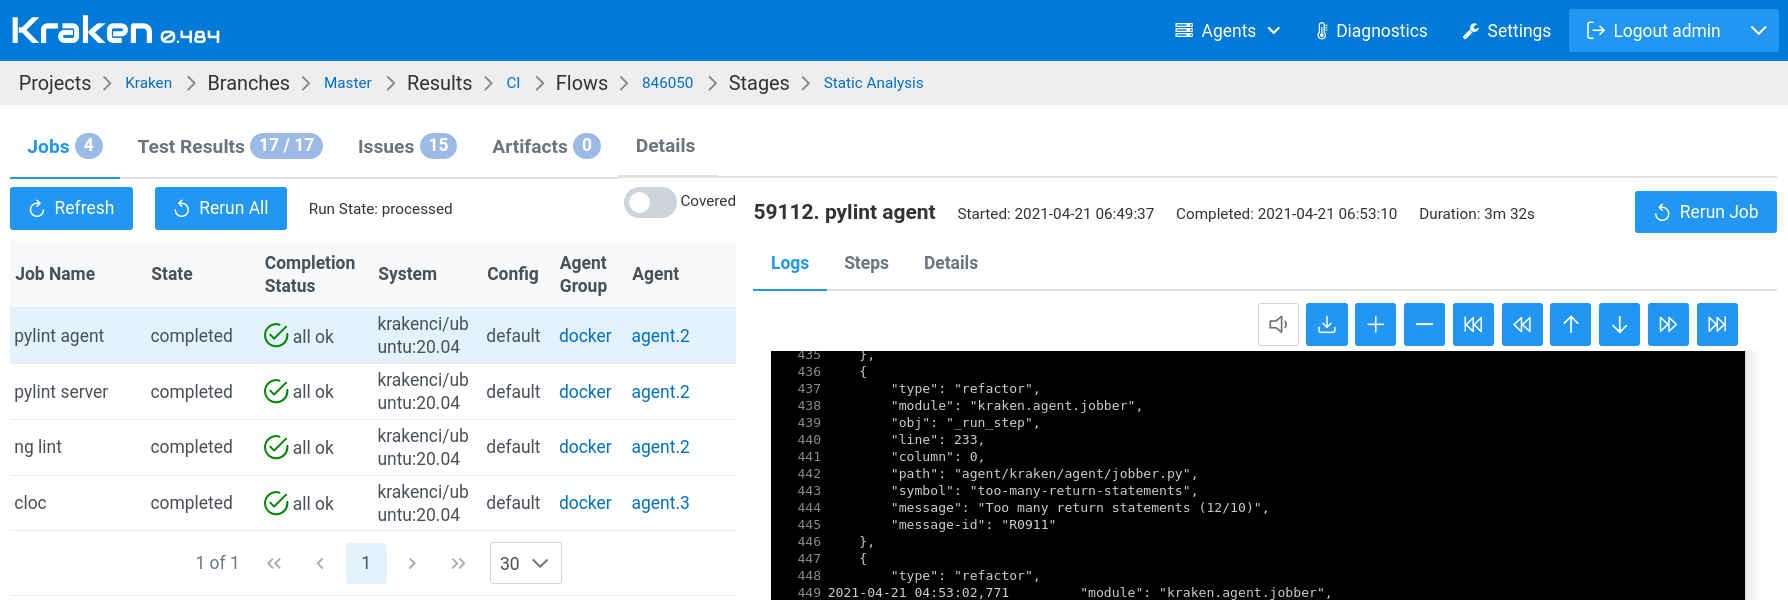 Kraken 0.484
Agents Diagnostics Settings Logout admin
Projects Kraken Branches Master Results CI Flows 846050 Stages Static Analysis
Jobs 4 Test Results 17 / 17 Issues 15 Artifacts 0 Details
Refresh Rerun All Run State: processed Covered
Job Name State Completion Status System Config Agent Group Agent
pylint agent completed all ok krakenci/ub default docker agent.2
untu:20.04
pylint server completed all ok krakenci/ub default docker agent.2
untu:20.04
ng lint completed all ok krakenci/ub default docker agent.2
untu:20.04
cloc completed all ok krakenci/ub default docker agent.3
untu:20.04
1 of 1 1 30
59112. pylint agent Started: 2021-04-21 06:49:37 Completed: 2021-04-21 06:53:10 Duration: 3m 32s Rerun Job
Logs Steps Details
435 },
436 {
437 "type": "refactor",
438 "module": "kraken.agent.jobber",
439 "obj": "_run_step",
440 "line": 233,
441 "column": 0,
442 "path": "agent/kraken/agent/jobber.py",
443 "symbol": "too-many-return-statements",
444 "message": "Too many return statements (12/10)",
445 "message-id": "R0911"
446 },
447 {
448 "type": "refactor",
449 2021-04-21 04:53:02,771 "module": "kraken.agent.jobber",